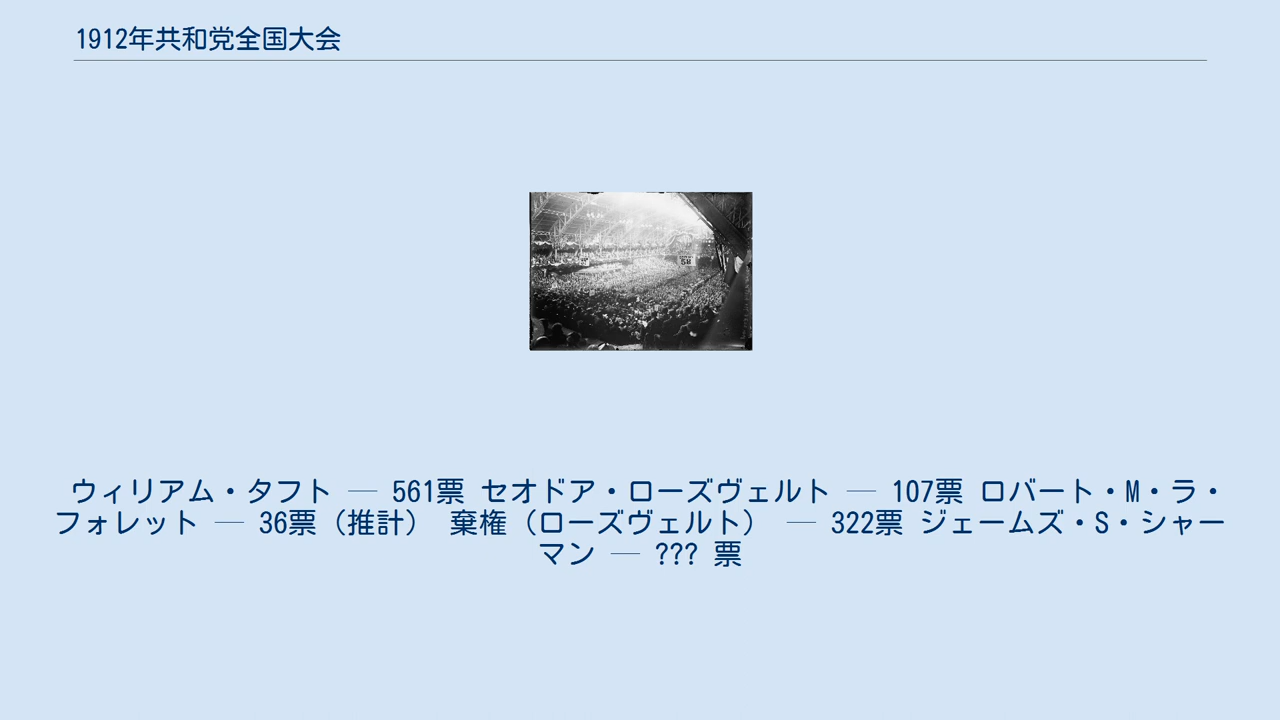 1912年共和党全国大会
ウィリアム・タフト — 561票 セオドア・ローズヴェルト — 107票 ロバート・M・ラ・
フォレット — 36票（推計） 棄権（ローズヴェルト） — 322票 ジェームズ・S・シャー
マン — ??? 票